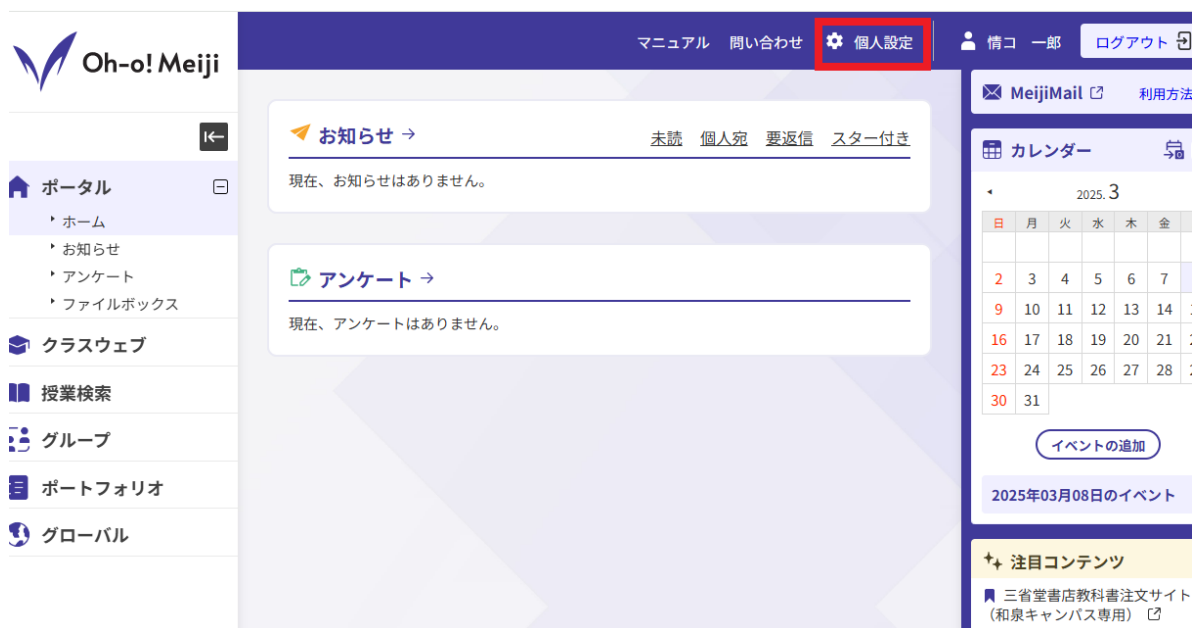 Oh-o! Meiji
マニュアル 問い合わせ 個人設定 情コ 一郎 ログアウト
ポータル
ホーム
お知らせ
アンケート
ファイルボックス
クラスウェブ
授業検索
グループ
ポートフォリオ
グローバル
お知らせ → 未読 個人宛 要返信 スター付き
現在、お知らせはありません。
アンケート →
現在、アンケートはありません。
MeijiMail 利用方法
カレンダー
2025. 3
日 月 火 水 木 金
2 3 4 5 6 7
9 10 11 12 13 14
16 17 18 19 20 21
23 24 25 26 27 28
30 31
イベントの追加
2025年03月08日のイベント
注目コンテンツ
三省堂書店教科書注文サイト
（和泉キャンパス専用）